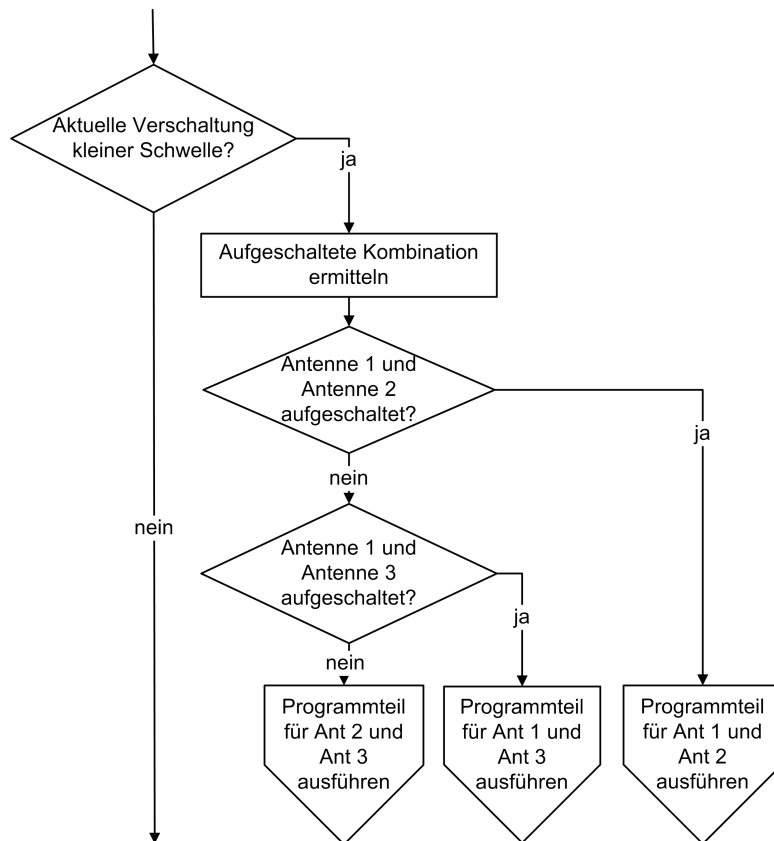 Aktuelle Verschaltung
kleiner Schwelle?
ja
Aufgeschaltete Kombination
ermitteln
Antenne 1 und
Antenne 2
aufgeschaltet?
ja
nein
nein
Antenne 1 und
Antenne 3
aufgeschaltet?
ja
nein
Programmteil
für Ant 2 und
Ant 3
ausführen
Programmteil
für Ant 1 und
Ant 3
ausführen
Programmteil
für Ant 1 und
Ant 2
ausführen